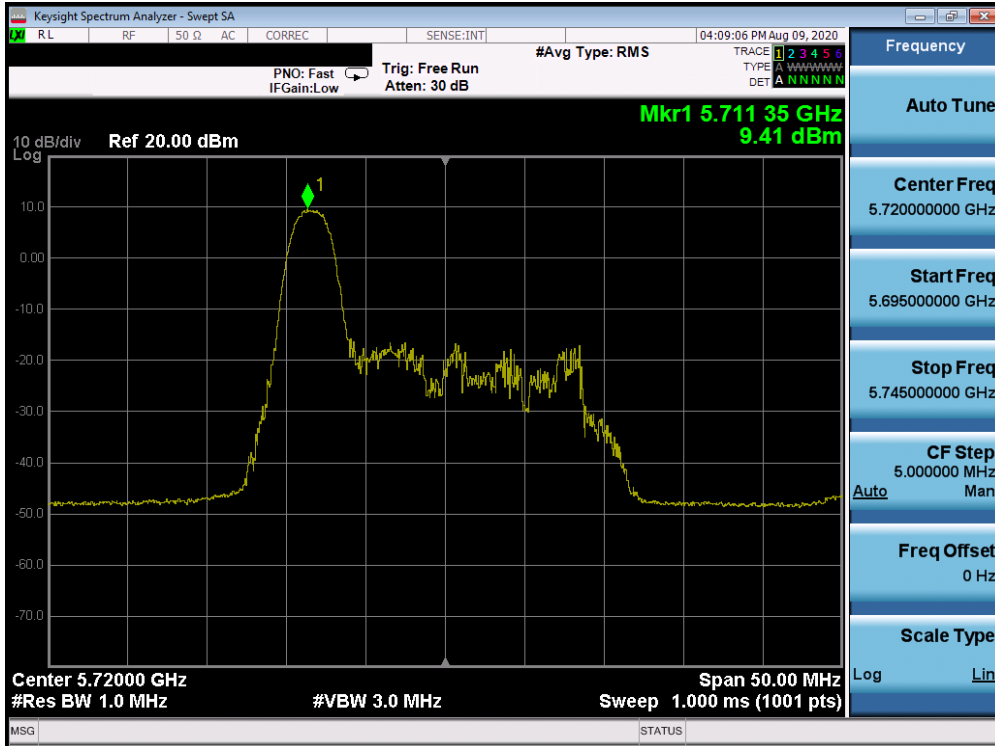 Keysight Spectrum Analyzer - Swept SA
LXI RL RF 50 Ω AC CORREC SENSE:INT 04:09:06 PM Aug 09, 2020
#Avg Type: RMS
TRACE 1 2 3 4 5 6
PNO: Fast Trig: Free Run
TYPE A WWWWW
IFGain:Low Atten: 30 dB
DET A N N N N N
Mkr1 5.711 35 GHz
9.41 dBm
10 dB/div Ref 20.00 dBm
Log
1
10.0
0.00
-10.0
-20.0
-30.0
-40.0
-50.0
-60.0
-70.0
Center 5.72000 GHz Span 50.00 MHz
#Res BW 1.0 MHz #VBW 3.0 MHz Sweep 1.000 ms (1001 pts)
MSG STATUS
Frequency
Auto Tune
Center Freq
5.720000000 GHz
Start Freq
5.695000000 GHz
Stop Freq
5.745000000 GHz
CF Step
5.000000 MHz
Auto Man
Freq Offset
0 Hz
Scale Type
Log Lin